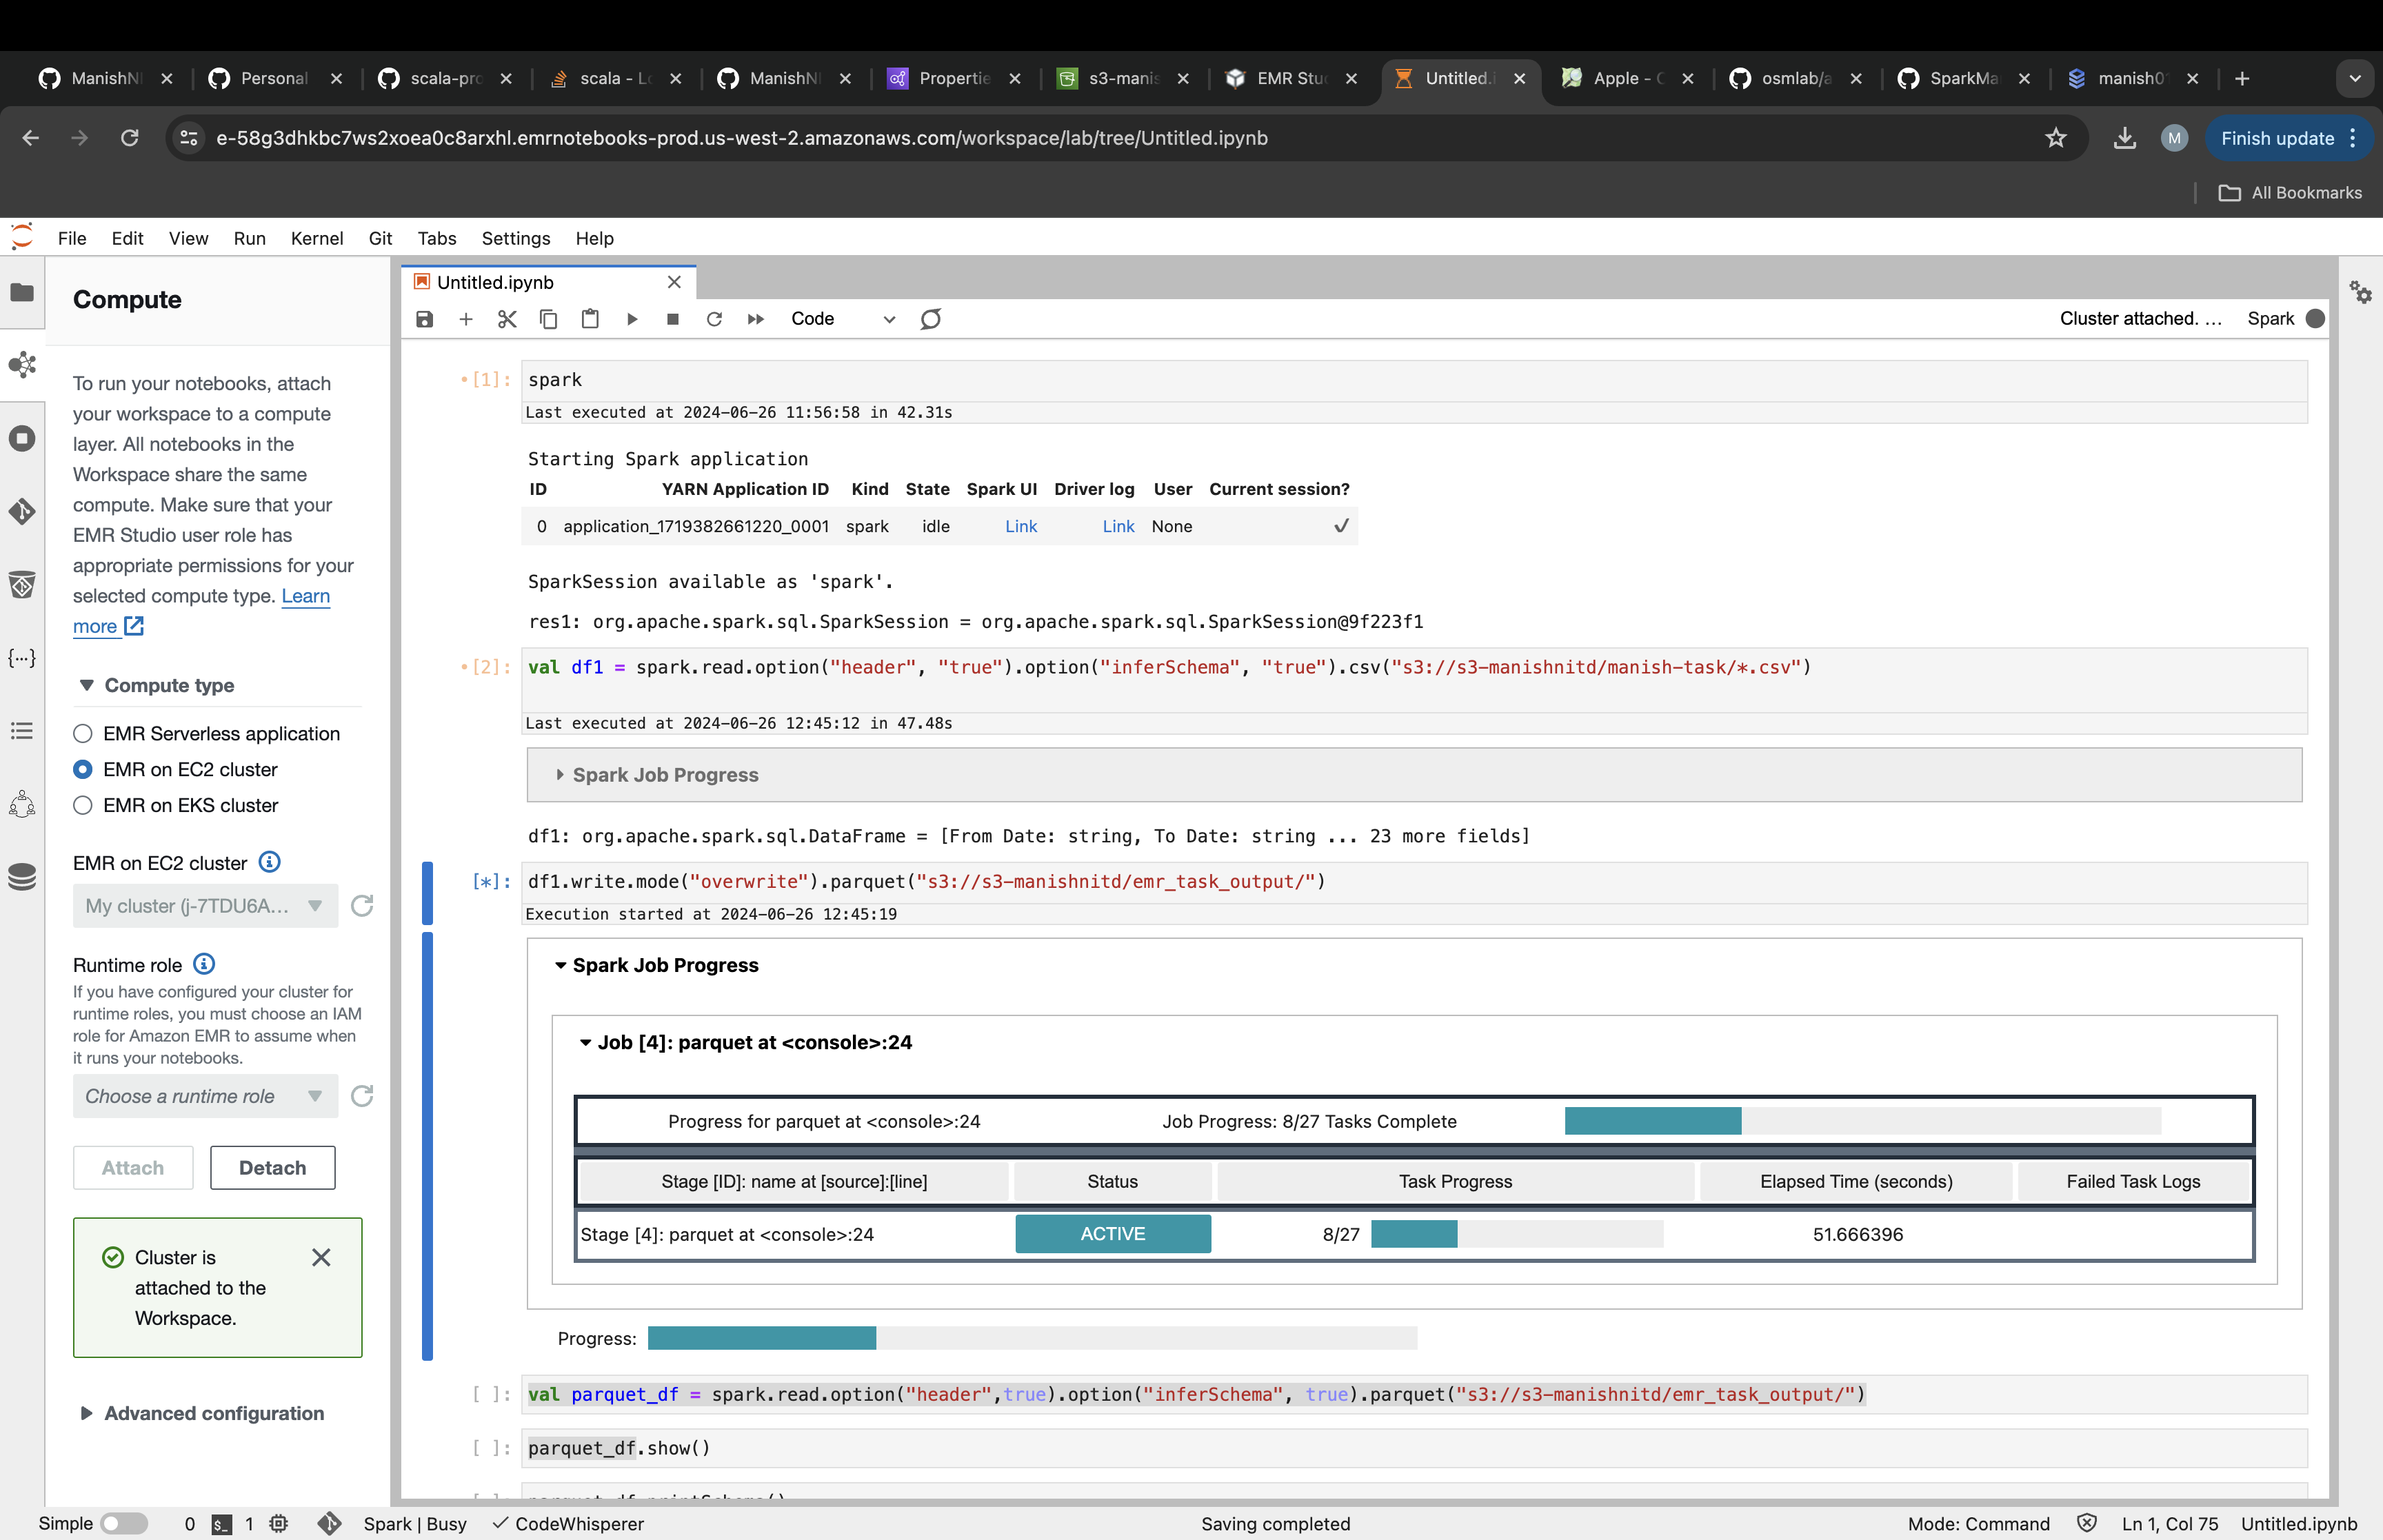 ManishNI
Personal
scala-pro
scala - Lo
ManishNI
Propertie
s3-manis
EMR Stu
Untitled.i
Apple - C
osmlab/a
SparkMa
manish0
e-58g3dhkbc7ws2xoea0c8arxhl.emrnotebooks-prod.us-west-2.amazonaws.com/workspace/lab/tree/Untitled.ipynb
M
Finish update
All Bookmarks
File Edit View Run Kernel Git Tabs Settings Help
Compute
To run your notebooks, attach
your workspace to a compute
layer. All notebooks in the
Workspace share the same
compute. Make sure that your
EMR Studio user role has
appropriate permissions for your
selected compute type. Learn
more
Compute type
EMR Serverless application
EMR on EC2 cluster
EMR on EKS cluster
EMR on EC2 cluster
My cluster (j-7TDU6A...
Runtime role
If you have configured your cluster for
runtime roles, you must choose an IAM
role for Amazon EMR to assume when
it runs your notebooks.
Choose a runtime role
Attach Detach
Cluster is
attached to the
Workspace.
Advanced configuration
Untitled.ipynb
Code
Cluster attached. ... Spark
[1]: spark
Last executed at 2024-06-26 11:56:58 in 42.31s
Starting Spark application
ID YARN Application ID Kind State Spark UI Driver log User Current session?
0 application_1719382661220_0001 spark idle Link Link None ✓
SparkSession available as 'spark'.
res1: org.apache.spark.sql.SparkSession = org.apache.spark.sql.SparkSession@9f223f1
[2]: val df1 = spark.read.option("header", "true").option("inferSchema", "true").csv("s3://s3-manishnitd/manish-task/*.csv")
Last executed at 2024-06-26 12:45:12 in 47.48s
Spark Job Progress
df1: org.apache.spark.sql.DataFrame = [From Date: string, To Date: string ... 23 more fields]
[*]: df1.write.mode("overwrite").parquet("s3://s3-manishnitd/emr_task_output/")
Execution started at 2024-06-26 12:45:19
Spark Job Progress
Job [4]: parquet at <console>:24
Progress for parquet at <console>:24 Job Progress: 8/27 Tasks Complete
Stage [ID]: name at [source]:[line] Status Task Progress Elapsed Time (seconds) Failed Task Logs
Stage [4]: parquet at <console>:24 ACTIVE 8/27 51.666396
Progress:
[ ]: val parquet_df = spark.read.option("header",true).option("inferSchema", true).parquet("s3://s3-manishnitd/emr_task_output/")
[ ]: parquet_df.show()
Simple 0 $_ 1 Spark | Busy CodeWhisperer Saving completed Mode: Command Ln 1, Col 75 Untitled.ipynb